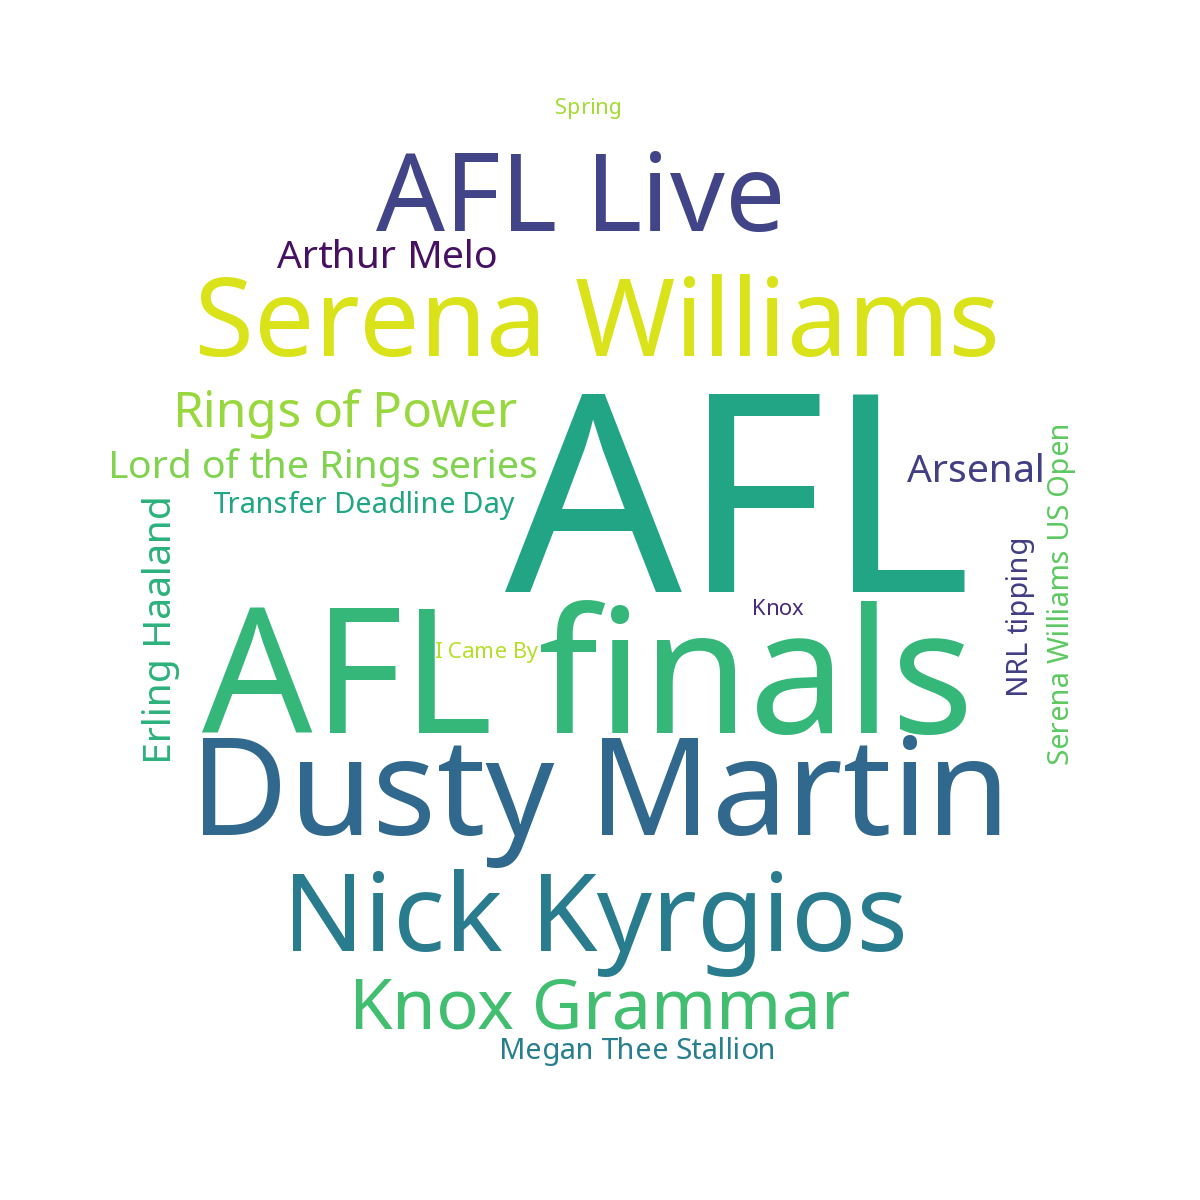 Spring
AFL Live
Arthur Melo
Serena Williams
Rings of Power
AFL
Lord of the Rings series
Arsenal
Transfer Deadline Day
Erling Haaland
Serena Williams US Open
NRL tipping
Knox
AFL finals
I Came By
Dusty Martin
Nick Kyrgios
Knox Grammar
Megan Thee Stallion